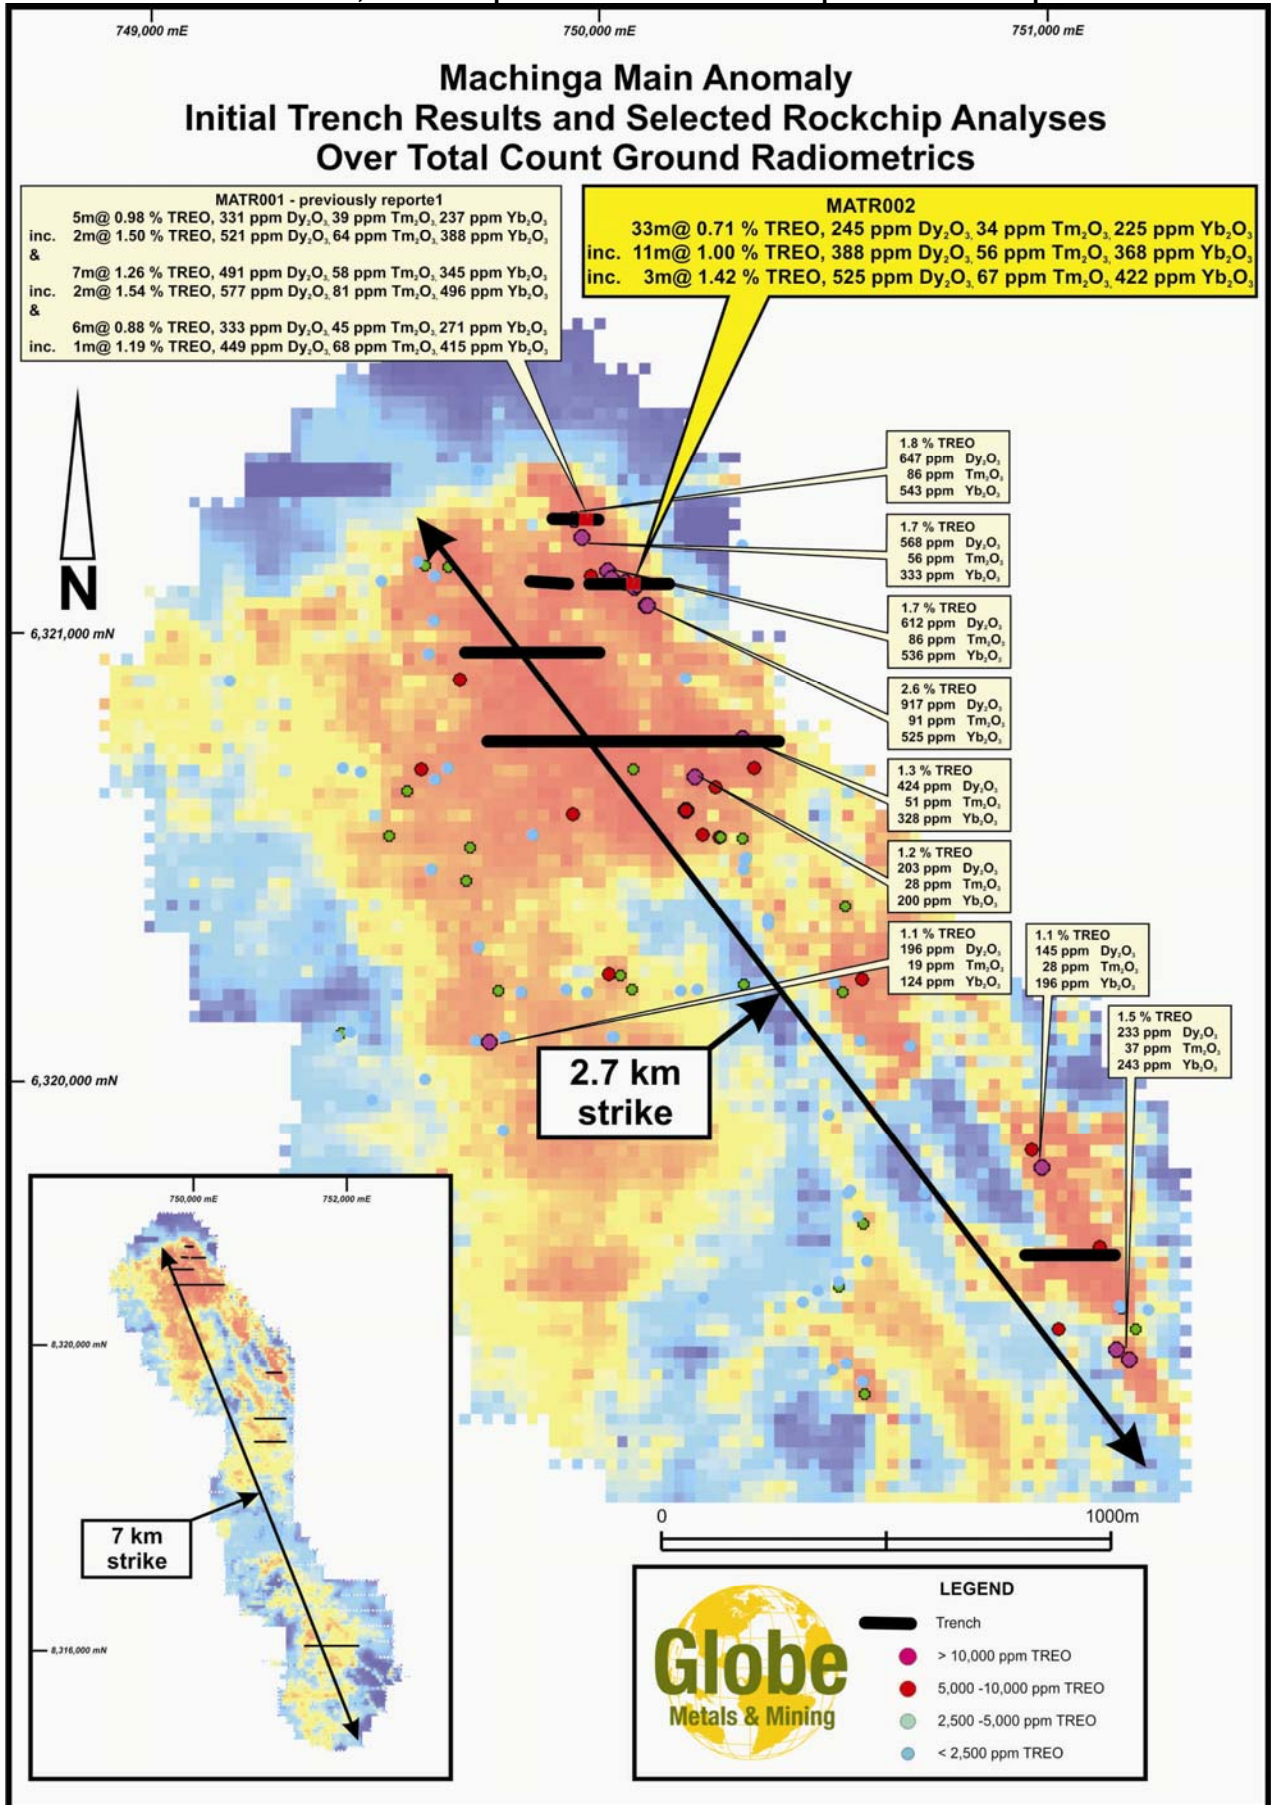 749,000 mE
750,000 mE
751,000 mE
Machinga Main Anomaly
Initial Trench Results and Selected Rockchip Analyses
Over Total Count Ground Radiometrics
MATR001 - previously reporte1
5m@ 0.98 % TREO, 331 ppm Dy₂O₃, 39 ppm Tm₂O₃, 237 ppm Yb₂O₃
inc. 2m@ 1.50 % TREO, 521 ppm Dy₂O₃, 64 ppm Tm₂O₃, 388 ppm Yb₂O₃
&
7m@ 1.26 % TREO, 491 ppm Dy₂O₃, 58 ppm Tm₂O₃, 345 ppm Yb₂O₃
inc. 2m@ 1.54 % TREO, 577 ppm Dy₂O₃, 81 ppm Tm₂O₃, 496 ppm Yb₂O₃
&
6m@ 0.88 % TREO, 333 ppm Dy₂O₃, 45 ppm Tm₂O₃, 271 ppm Yb₂O₃
inc. 1m@ 1.19 % TREO, 449 ppm Dy₂O₃, 68 ppm Tm₂O₃, 415 ppm Yb₂O₃
MATR002
33m@ 0.71 % TREO, 245 ppm Dy₂O₃, 34 ppm Tm₂O₃, 225 ppm Yb₂O₃
inc. 11m@ 1.00 % TREO, 388 ppm Dy₂O₃, 56 ppm Tm₂O₃, 368 ppm Yb₂O₃
inc. 3m@ 1.42 % TREO, 525 ppm Dy₂O₃, 67 ppm Tm₂O₃, 422 ppm Yb₂O₃
1.8 % TREO
647 ppm Dy₂O₃
86 ppm Tm₂O₃
543 ppm Yb₂O₃
1.7 % TREO
568 ppm Dy₂O₃
56 ppm Tm₂O₃
333 ppm Yb₂O₃
1.7 % TREO
612 ppm Dy₂O₃
86 ppm Tm₂O₃
536 ppm Yb₂O₃
2.6 % TREO
917 ppm Dy₂O₃
91 ppm Tm₂O₃
525 ppm Yb₂O₃
1.3 % TREO
424 ppm Dy₂O₃
51 ppm Tm₂O₃
328 ppm Yb₂O₃
1.2 % TREO
203 ppm Dy₂O₃
28 ppm Tm₂O₃
200 ppm Yb₂O₃
1.1 % TREO
196 ppm Dy₂O₃
19 ppm Tm₂O₃
124 ppm Yb₂O₃
1.1 % TREO
145 ppm Dy₂O₃
28 ppm Tm₂O₃
196 ppm Yb₂O₃
1.5 % TREO
233 ppm Dy₂O₃
37 ppm Tm₂O₃
243 ppm Yb₂O₃
N
6,321,000 mN
6,320,000 mN
2.7 km
strike
750,000 mE
752,000 mE
8,320,000 mN
7 km
strike
8,316,000 mN
0
1000m
Globe
Metals & Mining
LEGEND
Trench
> 10,000 ppm TREO
5,000 -10,000 ppm TREO
2,500 -5,000 ppm TREO
< 2,500 ppm TREO